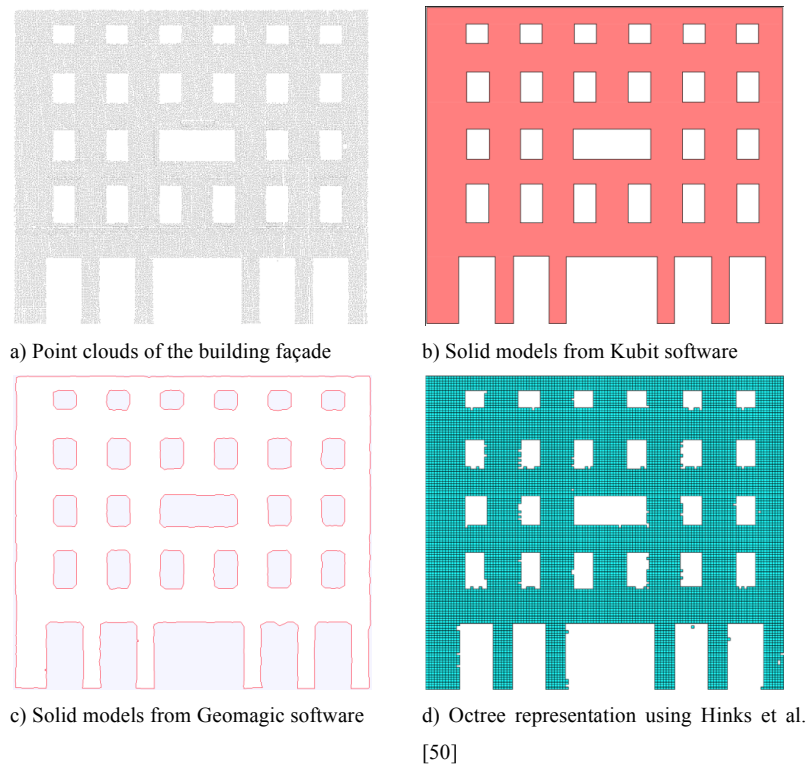 a) Point clouds of the building façade
b) Solid models from Kubit software
c) Solid models from Geomagic software
d) Octree representation using Hinks et al.
[50]